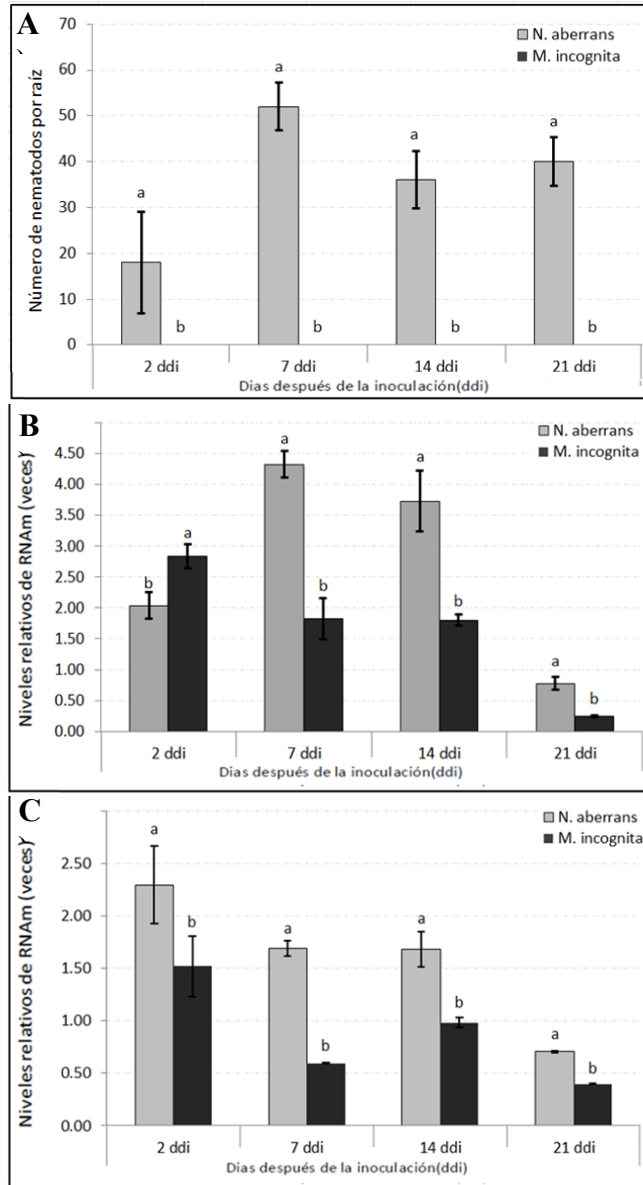 A
Número de nematodos por raíz
70
60
50
40
30
20
10
0
N. aberrans
M. incognita
a
a
a
a
b
b
b
b
2 ddi
7 ddi
14 ddi
21 ddi
Dias después de la inoculación(ddi)
B
Niveles relativos de RNAm (veces)
4.50
4.00
3.50
3.00
2.50
2.00
1.50
1.00
0.50
0.00
N. aberrans
M. incognita
b
a
a
b
a
b
a
b
2 ddi
7 ddi
14 ddi
21 ddi
Dias después de la inoculación(ddi)
C
Niveles relativos de RNAm (veces)
2.50
2.00
1.50
1.00
0.50
0.00
N. aberrans
M. incognita
a
b
a
b
a
b
a
b
2 ddi
7 ddi
14 ddi
21 ddi
Dias después de la inoculación(ddi)